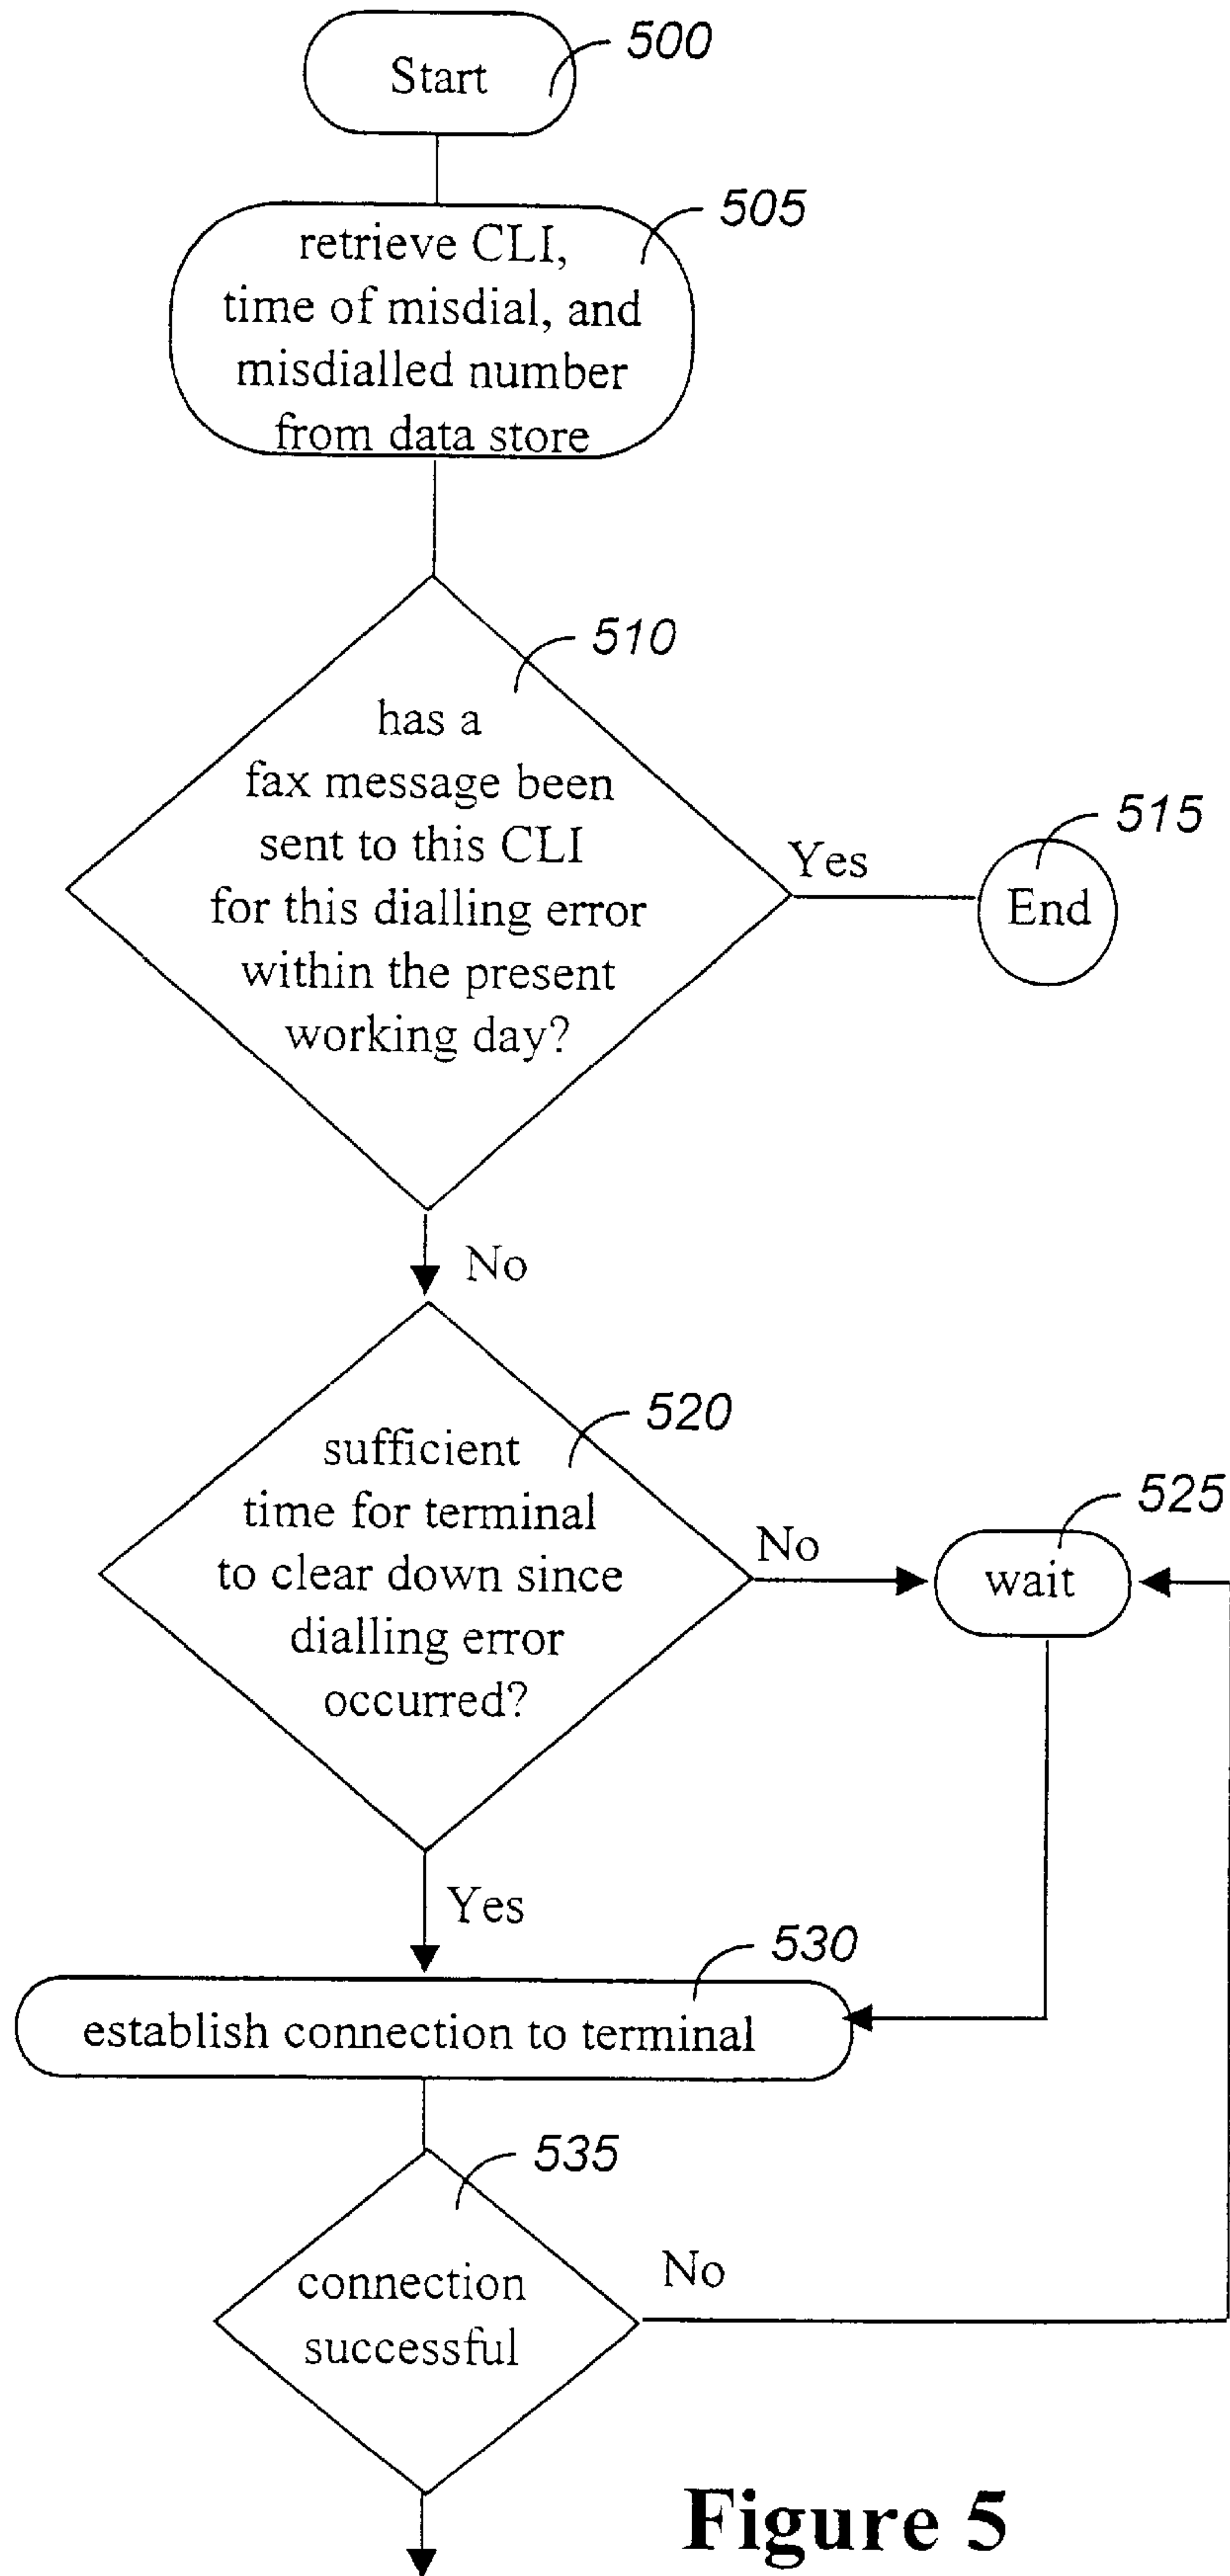 500
Start
505
retrieve CLI,
time of misdial, and
misdialled number
from data store
510
has a
fax message been
sent to this CLI
for this dialling error
within the present
working day?
Yes
515
End
No
520
sufficient
time for terminal
to clear down since
dialling error
occurred?
No
525
wait
Yes
530
establish connection to terminal
535
connection
successful
No
Figure 5